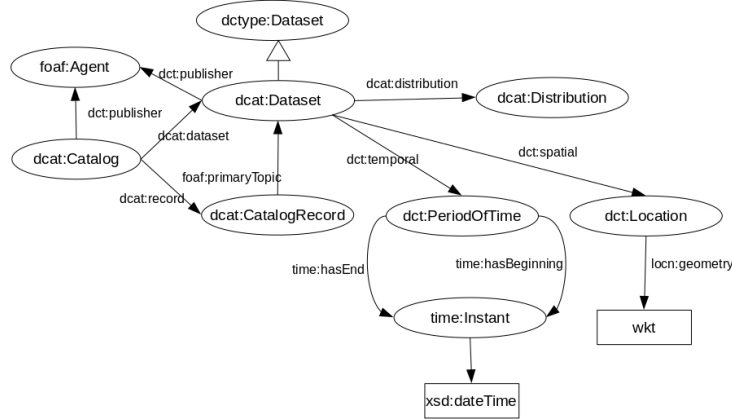 dctype:Dataset
foaf:Agent
dct:publisher
dcat:distribution
dcat:Dataset
dcat:Distribution
dct:publisher
dcat:dataset
dcat:Catalog
dct:temporal
dct:spatial
foaf:primaryTopic
dcat:record
dcat:CatalogRecord
dct:PeriodOfTime
dct:Location
time:hasEnd
time:hasBeginning
locn:geometry
time:Instant
wkt
xsd:dateTime